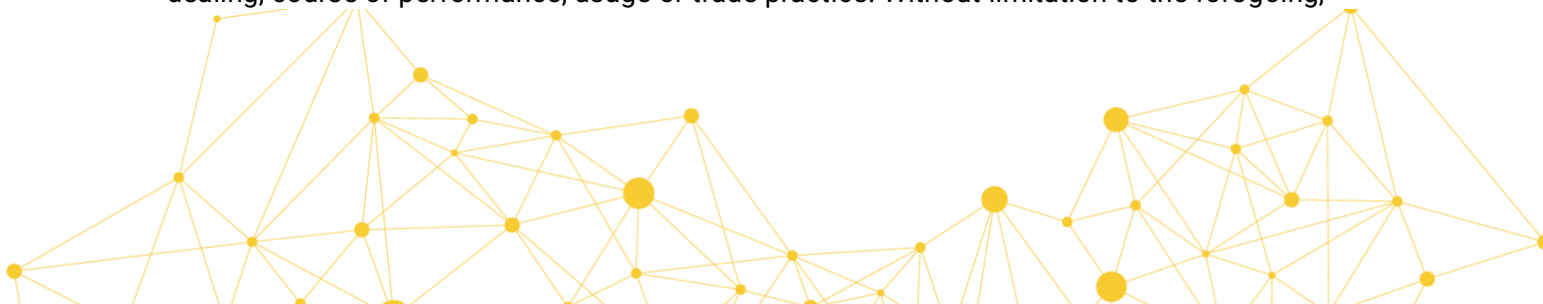 dealing, course of performance, usage or trade practice. Without limitation to the foregoing,